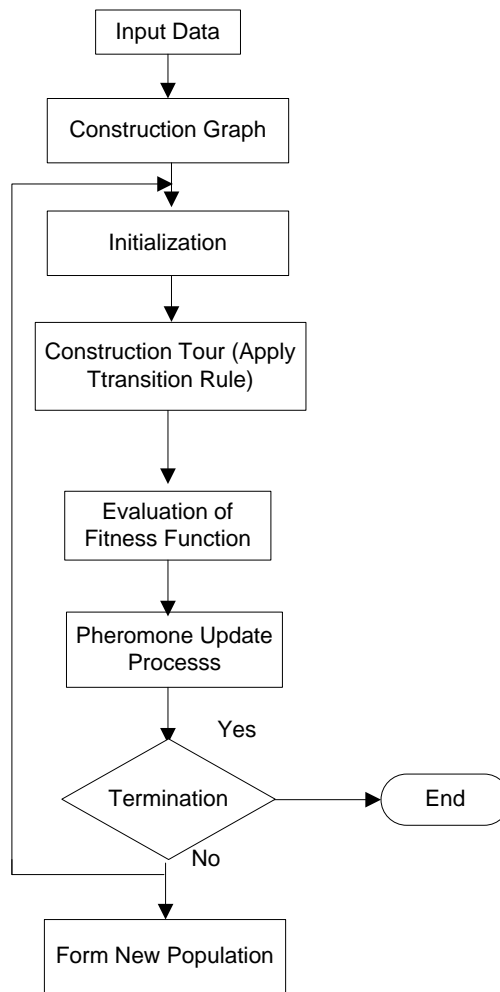 Input Data
Construction Graph
Initialization
Construction Tour (Apply
Ttransition Rule)
Evaluation of
Fitness Function
Pheromone Update
Processs
Yes
Termination
End
No
Form New Population